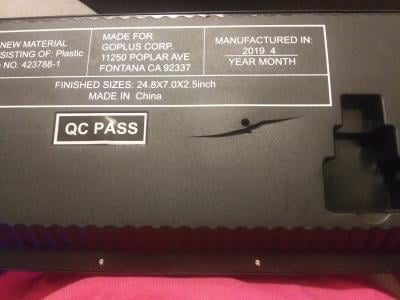 NEW MATERIAL
SISTING OF: Plastic
NO. 423788-1
MADE FOR
GOPLUS CORP.
11250 POPLAR AVE
FONTANA CA 92337
MANUFACTURED IN:
2019 4
YEAR MONTH
FINISHED SIZES: 24.8X7.0X2.5inch
MADE IN China
QC PASS